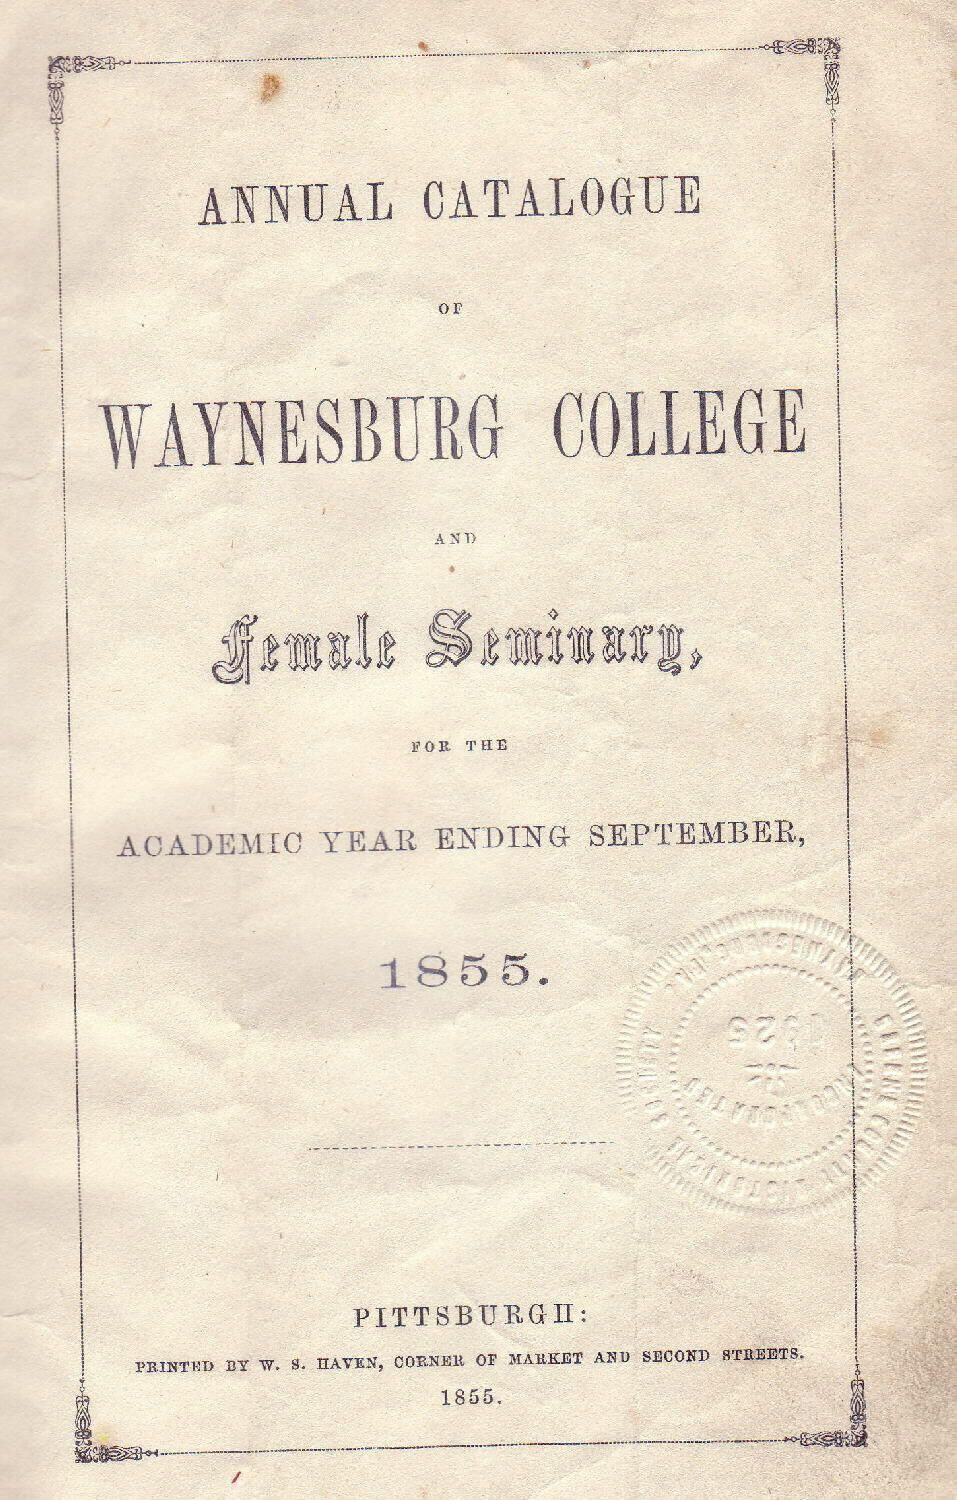 ANNUAL CATALOGUE
OF
WAYNESBURG COLLEGE
AND
Female Seminary,
FOR THE
ACADEMIC YEAR ENDING SEPTEMBER,
1855.
INCORPORATED
PITTSBURGH:
PRINTED BY W. S. HAVEN, CORNER OF MARKET AND SECOND STREETS.
1855.